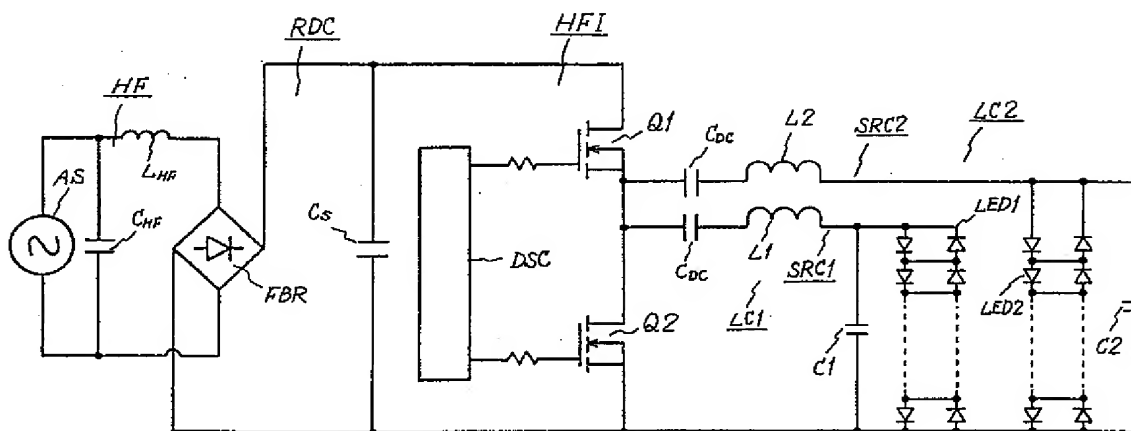 RDC
HFI
HF
Q1
L2
SRC2
LC2
CDC
LHF
AS
CHF
Cs
LED1
DSC
L1
CDC
SRC1
FBR
LC1
LED2
Q2
C1
C2